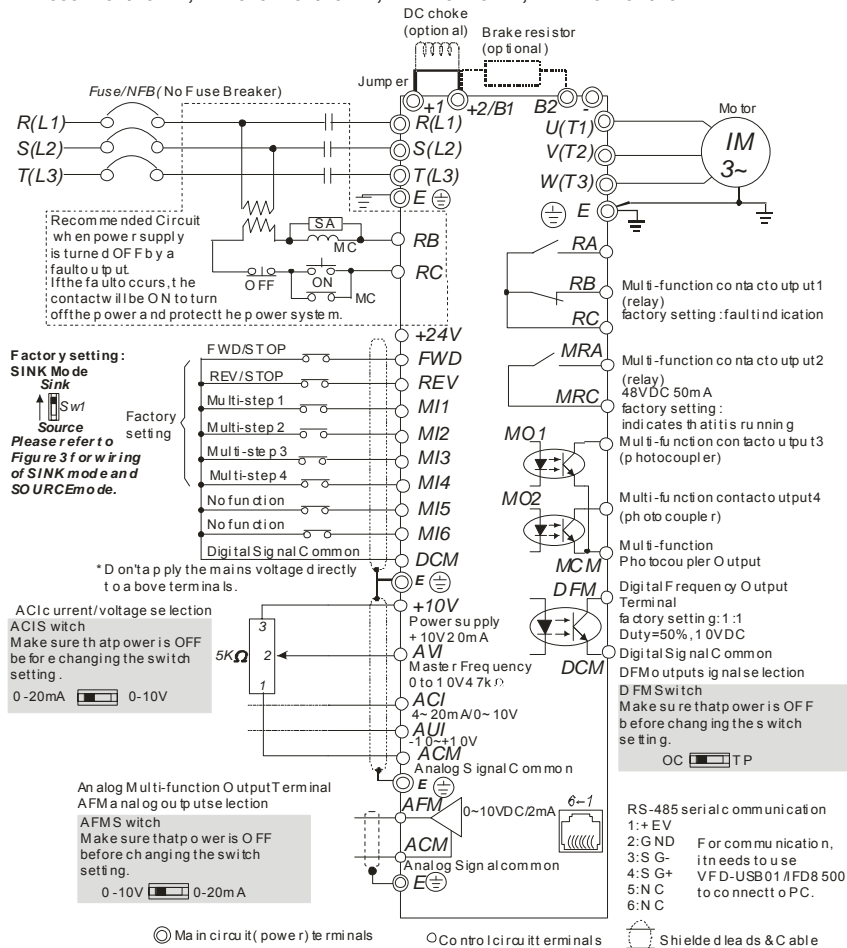 DC choke
(optional)
Brake resistor
(optional)
Jumper
Fuse/NFB(No Fuse Breaker)
+1
+2/B1
B2
-
Motor
R(L1)
R(L1)
U(T1)
IM
3~
S(L2)
S(L2)
V(T2)
T(L3)
T(L3)
W(T3)
E
E
Recommended Circuit
when power supply
is turned OFF by a
fault output.
If the fault occurs, the
contact will be ON to turn
off the power and protect the power system.
SA
MC
RB
OFF
ON
MC
RC
RA
RB
RC
Multi-function contact output1
(relay)
factory setting: fault indication
MRA
MRC
Multi-function contact output2
(relay)
48VDC 50mA
factory setting:
indicates that it is running
+24V
Factory setting:
SINK Mode
Sink
Sw1
Source
Please refer to
Figure 3 for wiring
of SINK mode and
SOURCE mode.
Factory
setting
FWD/STOP
FWD
REV/STOP
REV
Multi-step 1
MI1
Multi-step 2
MI2
Multi-step 3
MI3
Multi-step 4
MI4
No function
MI5
No function
MI6
Digital Signal Common
DCM
* Don't apply the mains voltage directly
to above terminals.
E
MO1
Multi-function contact output3
(photocoupler)
MO2
Multi-function contact output4
(photocoupler)
MCM
Multi-function
Photocoupler Output
DFM
Digital Frequency Output
Terminal
factory setting: 1:1
Duty=50%, 10VDC
DCM
Digital Signal Common
DFM output signal selection
DFM Switch
Make sure that power is OFF
before changing the switch
setting.
OC TP
ACI current/voltage selection
ACI Switch
Make sure that power is OFF
before changing the switch
setting.
0-20mA 0-10V
5KΩ
3
2
1
+10V
Power supply
+10V 20mA
AVI
Master Frequency
0 to 10V 47kΩ
ACI
4~20mA/0~10V
AUI
-10~+10V
ACM
Analog Signal Common
E
Analog Multi-function Output Terminal
AFM analog output selection
AFM Switch
Make sure that power is OFF
before changing the switch
setting.
0-10V 0-20mA
AFM
0~10VDC/2mA
ACM
Analog Signal common
E
6←1
RS-485 serial communication
1:+EV
2:GND
3:SG-
4:SG+
5:NC
6:NC
For communication,
it needs to use
VFD-USB01/IFD8500
to connect to PC.
Main circuit (power) terminals
Control circuit terminals
Shielded leads & Cable